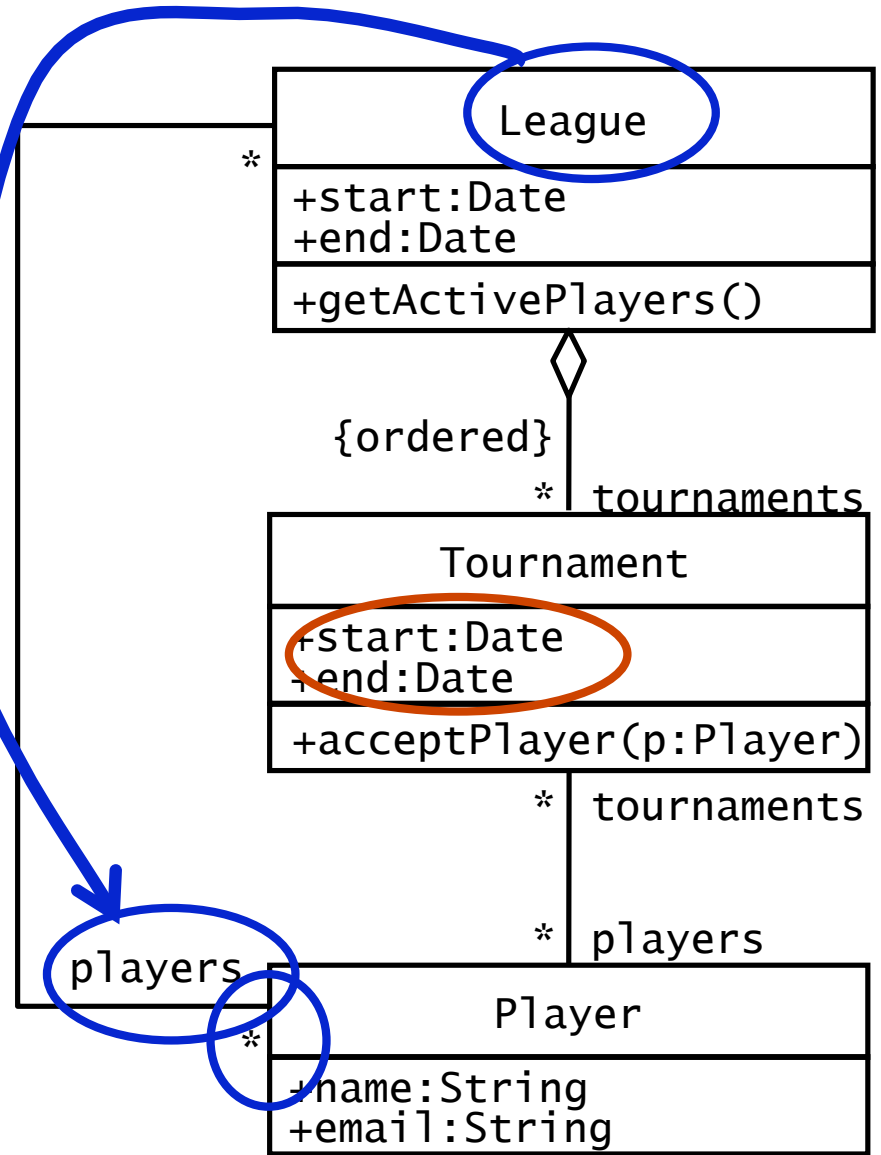 League
*
+start:Date
+end:Date
+getActivePlayers()
{ordered}
* tournaments
Tournament
+start:Date
+end:Date
+acceptPlayer(p:Player)
* tournaments
* players
players
Player
*
+name:String
+email:String